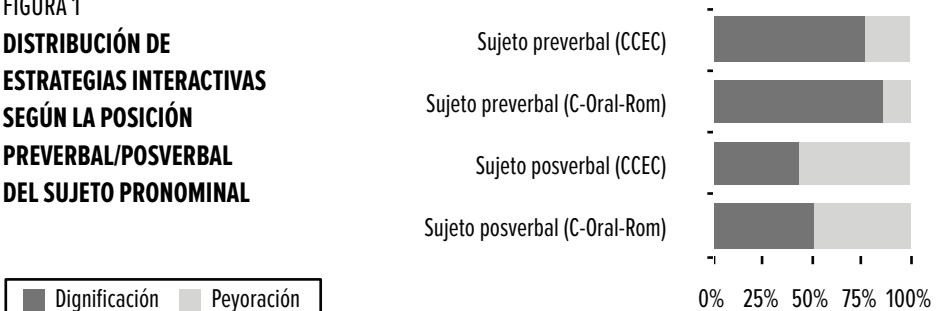 FIGURA 1
DISTRIBUCIÓN DE
ESTRATEGIAS INTERACTIVAS
SEGÚN LA POSICIÓN
PREVERBAL/POSVERBAL
DEL SUJETO PRONOMINAL
Sujeto preverbal (CCEC)
Sujeto preverbal (C-Oral-Rom)
Sujeto posverbal (CCEC)
Sujeto posverbal (C-Oral-Rom)
Dignificación Peyoración
0% 25% 50% 75% 100%